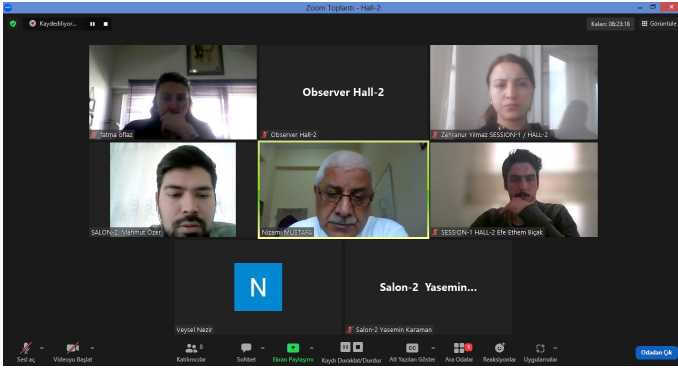 Zoom Toplantı - Hall-2
Kaydediliyor...
Kalan: 08:23:18
Görüntüle
fatma oflaz
Observer Hall-2
Observer Hall-2
Zehranur Yılmaz SESSION-1 / HALL-2
SALON-2, Mahmut Özer
Nizami MUSTAFA
SESSION-1 HALL-2 Efe Ethem Bıçak
N
Veysel Nezir
Salon-2 Yasemin...
Salon-2 Yasemin Karaman
Sesi aç
Videoyu Başlat
8
Katılımcılar
Sohbet
Ekran Paylaşımı
Kaydı Duraklat/Durdur
CC
Alt Yazıları Göster
1
Ara Odalar
Reaksiyonlar
Uygulamalar
Odadan Çık